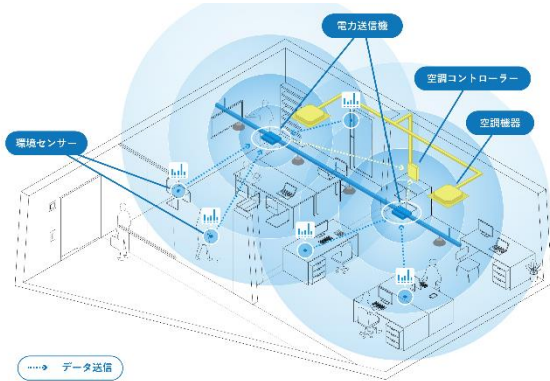 電力送信機
空調コントローラー
空調機器
環境センサー
データ送信